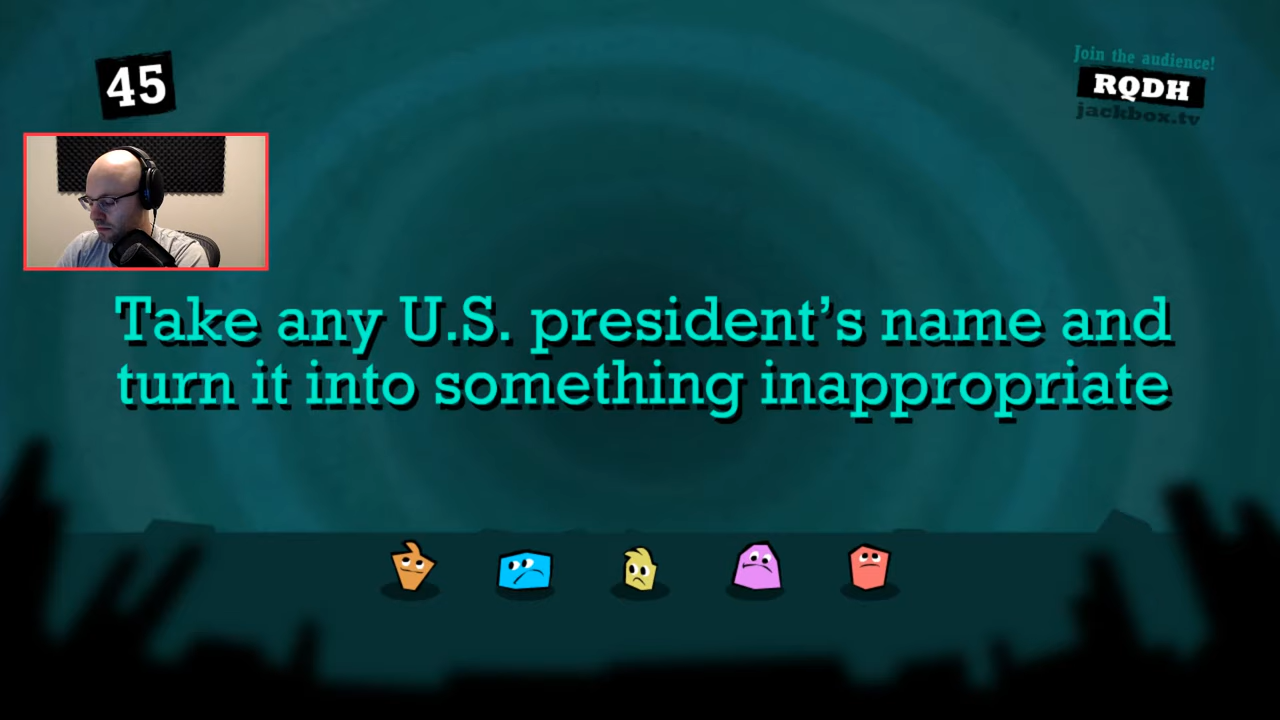 45
Join the audience!
RQDH
jackbox.tv
Take any U.S. president's name and
turn it into something inappropriate